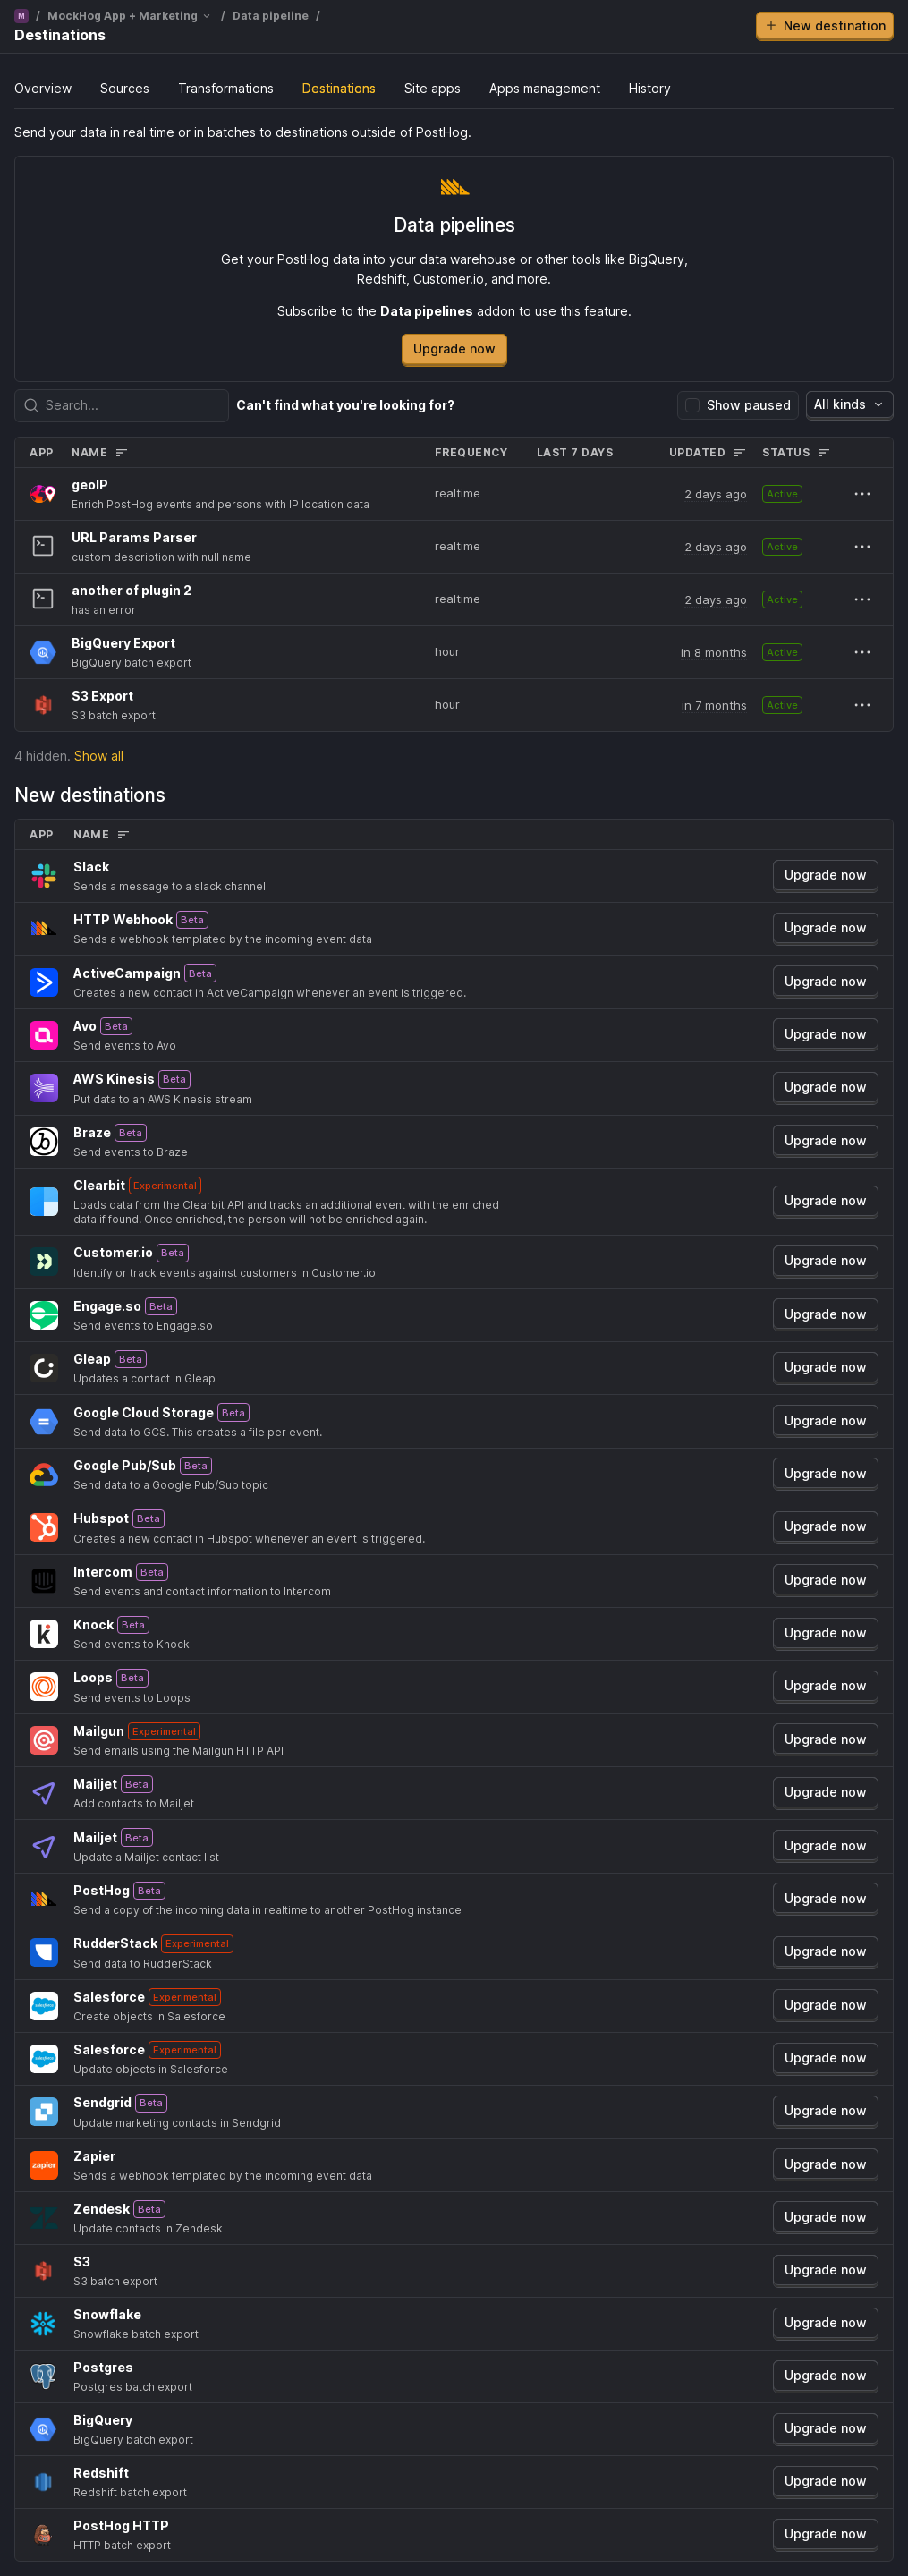 M / MockHog App + Marketing / Data pipeline /
Destinations
New destination
Overview Sources Transformations Destinations Site apps Apps management History
Send your data in real time or in batches to destinations outside of PostHog.
Data pipelines
Get your PostHog data into your data warehouse or other tools like BigQuery,
Redshift, Customer.io, and more.
Subscribe to the Data pipelines addon to use this feature.
Upgrade now
Search... Can't find what you're looking for? Show paused All kinds
APP NAME FREQUENCY LAST 7 DAYS UPDATED STATUS
geoIP
Enrich PostHog events and persons with IP location data
realtime 2 days ago Active
URL Params Parser
custom description with null name
realtime 2 days ago Active
another of plugin 2
has an error
realtime 2 days ago Active
BigQuery Export
BigQuery batch export
hour in 8 months Active
S3 Export
S3 batch export
hour in 7 months Active
4 hidden. Show all
New destinations
APP NAME
Slack
Sends a message to a slack channel
Upgrade now
HTTP Webhook Beta
Sends a webhook templated by the incoming event data
Upgrade now
ActiveCampaign Beta
Creates a new contact in ActiveCampaign whenever an event is triggered.
Upgrade now
Avo Beta
Send events to Avo
Upgrade now
AWS Kinesis Beta
Put data to an AWS Kinesis stream
Upgrade now
Braze Beta
Send events to Braze
Upgrade now
Clearbit Experimental
Loads data from the Clearbit API and tracks an additional event with the enriched
data if found. Once enriched, the person will not be enriched again.
Upgrade now
Customer.io Beta
Identify or track events against customers in Customer.io
Upgrade now
Engage.so Beta
Send events to Engage.so
Upgrade now
Gleap Beta
Updates a contact in Gleap
Upgrade now
Google Cloud Storage Beta
Send data to GCS. This creates a file per event.
Upgrade now
Google Pub/Sub Beta
Send data to a Google Pub/Sub topic
Upgrade now
Hubspot Beta
Creates a new contact in Hubspot whenever an event is triggered.
Upgrade now
Intercom Beta
Send events and contact information to Intercom
Upgrade now
Knock Beta
Send events to Knock
Upgrade now
Loops Beta
Send events to Loops
Upgrade now
Mailgun Experimental
Send emails using the Mailgun HTTP API
Upgrade now
Mailjet Beta
Add contacts to Mailjet
Upgrade now
Mailjet Beta
Update a Mailjet contact list
Upgrade now
PostHog Beta
Send a copy of the incoming data in realtime to another PostHog instance
Upgrade now
RudderStack Experimental
Send data to RudderStack
Upgrade now
Salesforce Experimental
Create objects in Salesforce
Upgrade now
Salesforce Experimental
Update objects in Salesforce
Upgrade now
Sendgrid Beta
Update marketing contacts in Sendgrid
Upgrade now
zapier
Zapier
Sends a webhook templated by the incoming event data
Upgrade now
Zendesk Beta
Update contacts in Zendesk
Upgrade now
S3
S3 batch export
Upgrade now
Snowflake
Snowflake batch export
Upgrade now
Postgres
Postgres batch export
Upgrade now
BigQuery
BigQuery batch export
Upgrade now
Redshift
Redshift batch export
Upgrade now
PostHog HTTP
HTTP batch export
Upgrade now